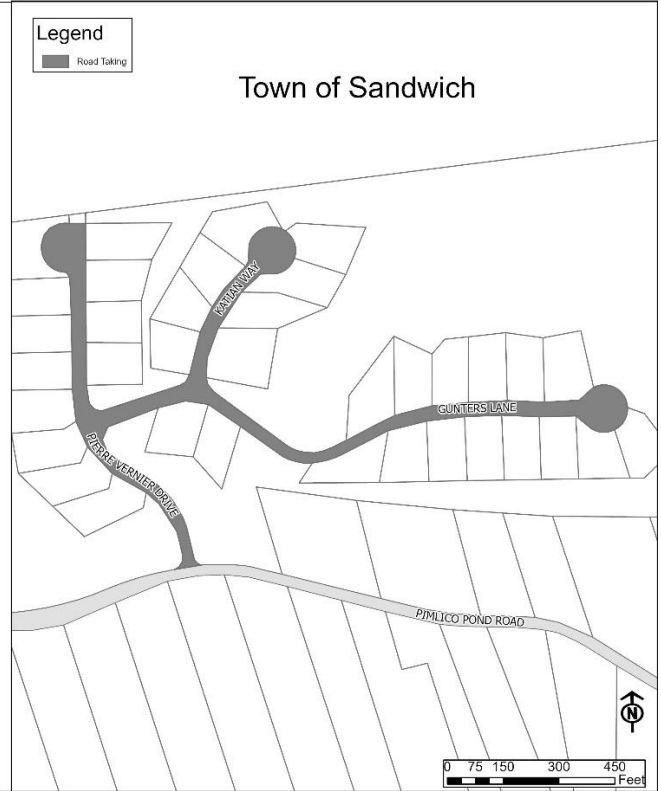 Legend
Road Taking
Town of Sandwich
KATIAN WAY
GUNTERS LANE
PIERRE VERNIER DRIVE
PIMLICO POND ROAD
N
0 75 150 300 450
Feet